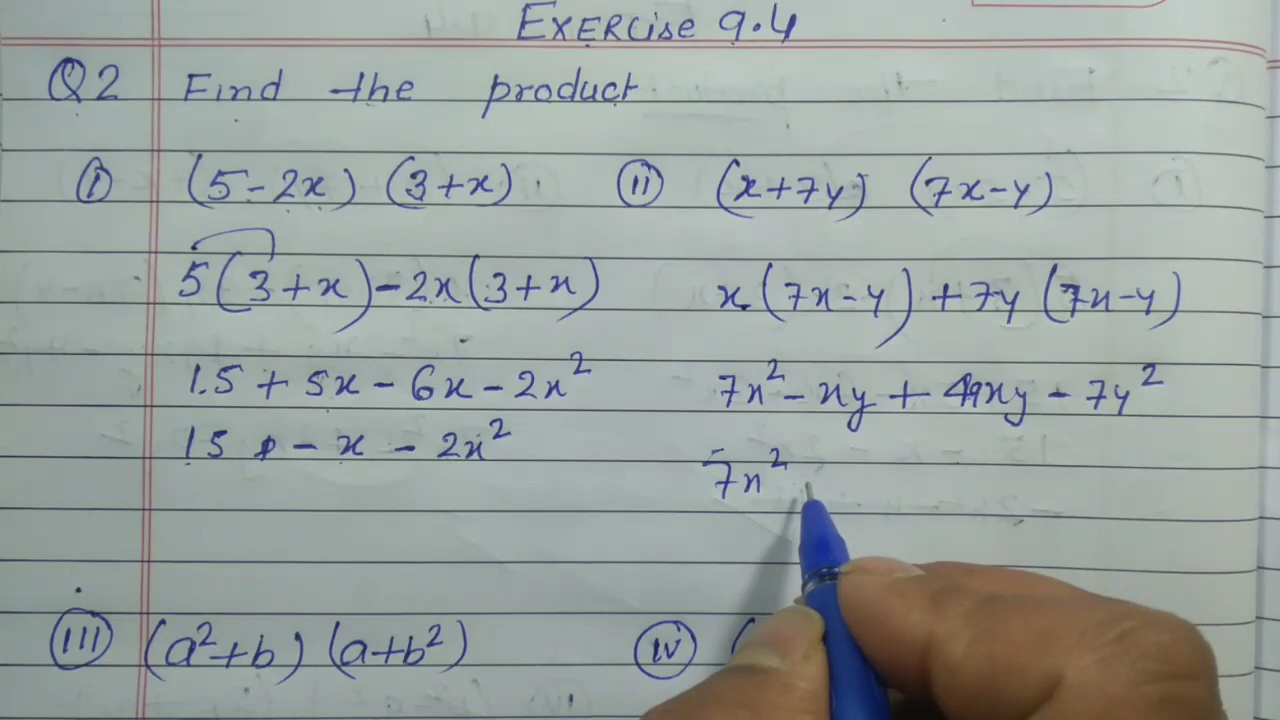 Exercise 9.4
Q2 Find the product
(i) (5-2x) (3+x) (ii) (x+7y) (7x-y)
5(3+x)-2x(3+x) x(7x-y)+7y(7x-y)
15+5x-6x-2x² 7x²-xy+49xy-7y²
15-x-2x²
7x²
(iii) (a²+b) (a+b²) (iv) (